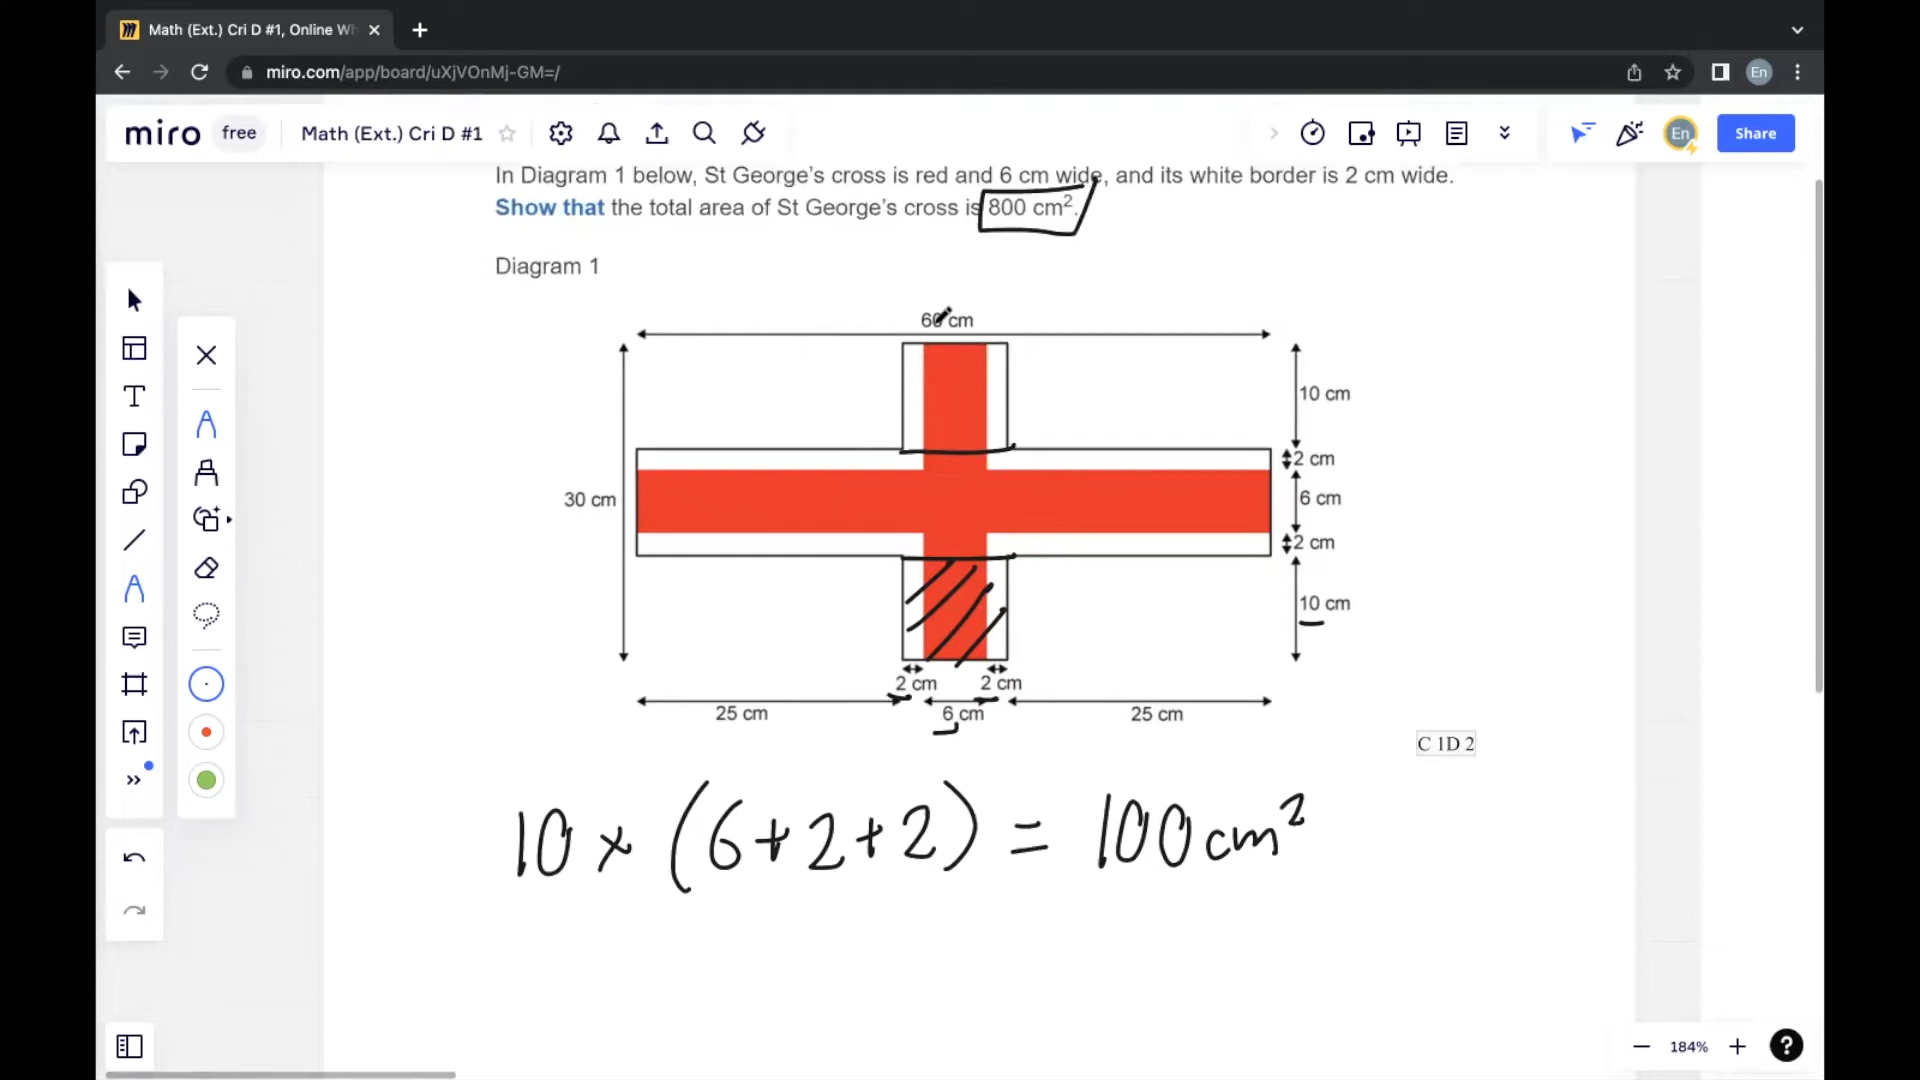 Math (Ext.) Cri D #1, Online Wh
miro.com/app/board/uXjVOnMj-GM=/
En
miro free Math (Ext.) Cri D #1
En Share
In Diagram 1 below, St George's cross is red and 6 cm wide, and its white border is 2 cm wide.
Show that the total area of St George's cross is 800 cm².
Diagram 1
60 cm
10 cm
2 cm
30 cm
6 cm
2 cm
10 cm
2 cm 2 cm
25 cm 6 cm 25 cm
C 1D 2
10 × (6+2+2) = 100 cm²
184%